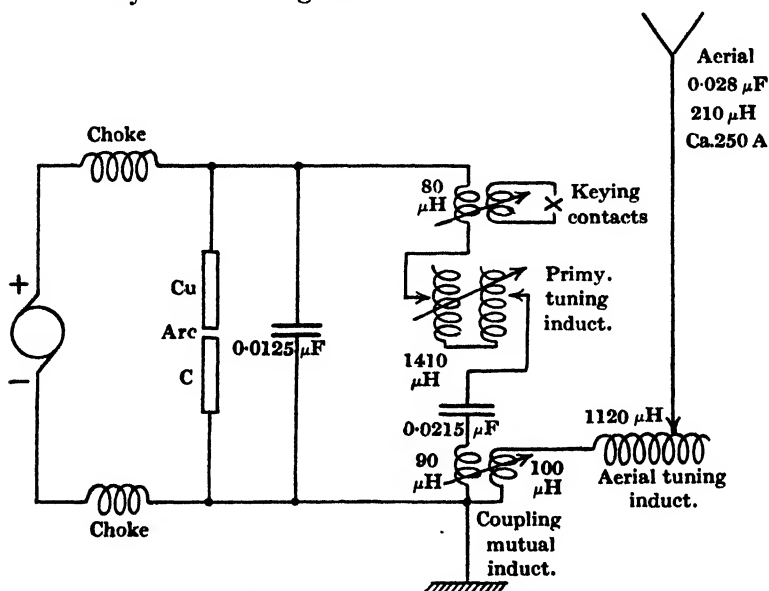 Aerial
0·028 μF
210 μH
Ca.250 A
Choke
80
μH
Keying
contacts
+
Cu
Primy.
tuning
induct.
Arc
0·0125 μF
−
C
1410
μH
1120 μH
0·0215 μF
90
μH
100
μH
Aerial tuning
induct.
Choke
Coupling
mutual
induct.